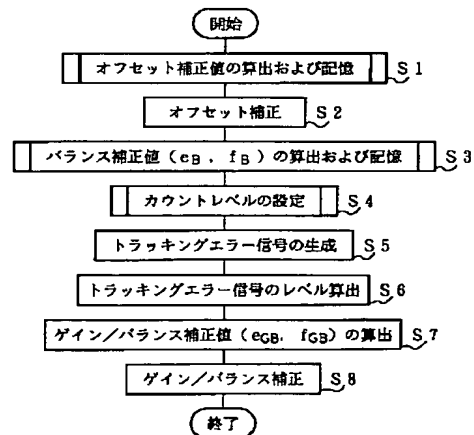 開始
オフセット補正値の算出および記憶 S1
オフセット補正 S2
バランス補正値(eB,fB)の算出および記憶 S3
カウントレベルの設定 S4
トラッキングエラー信号の生成 S5
トラッキングエラー信号のレベル算出 S6
ゲイン/バランス補正値(eGB,fGB)の算出 S7
ゲイン/バランス補正 S8
終了